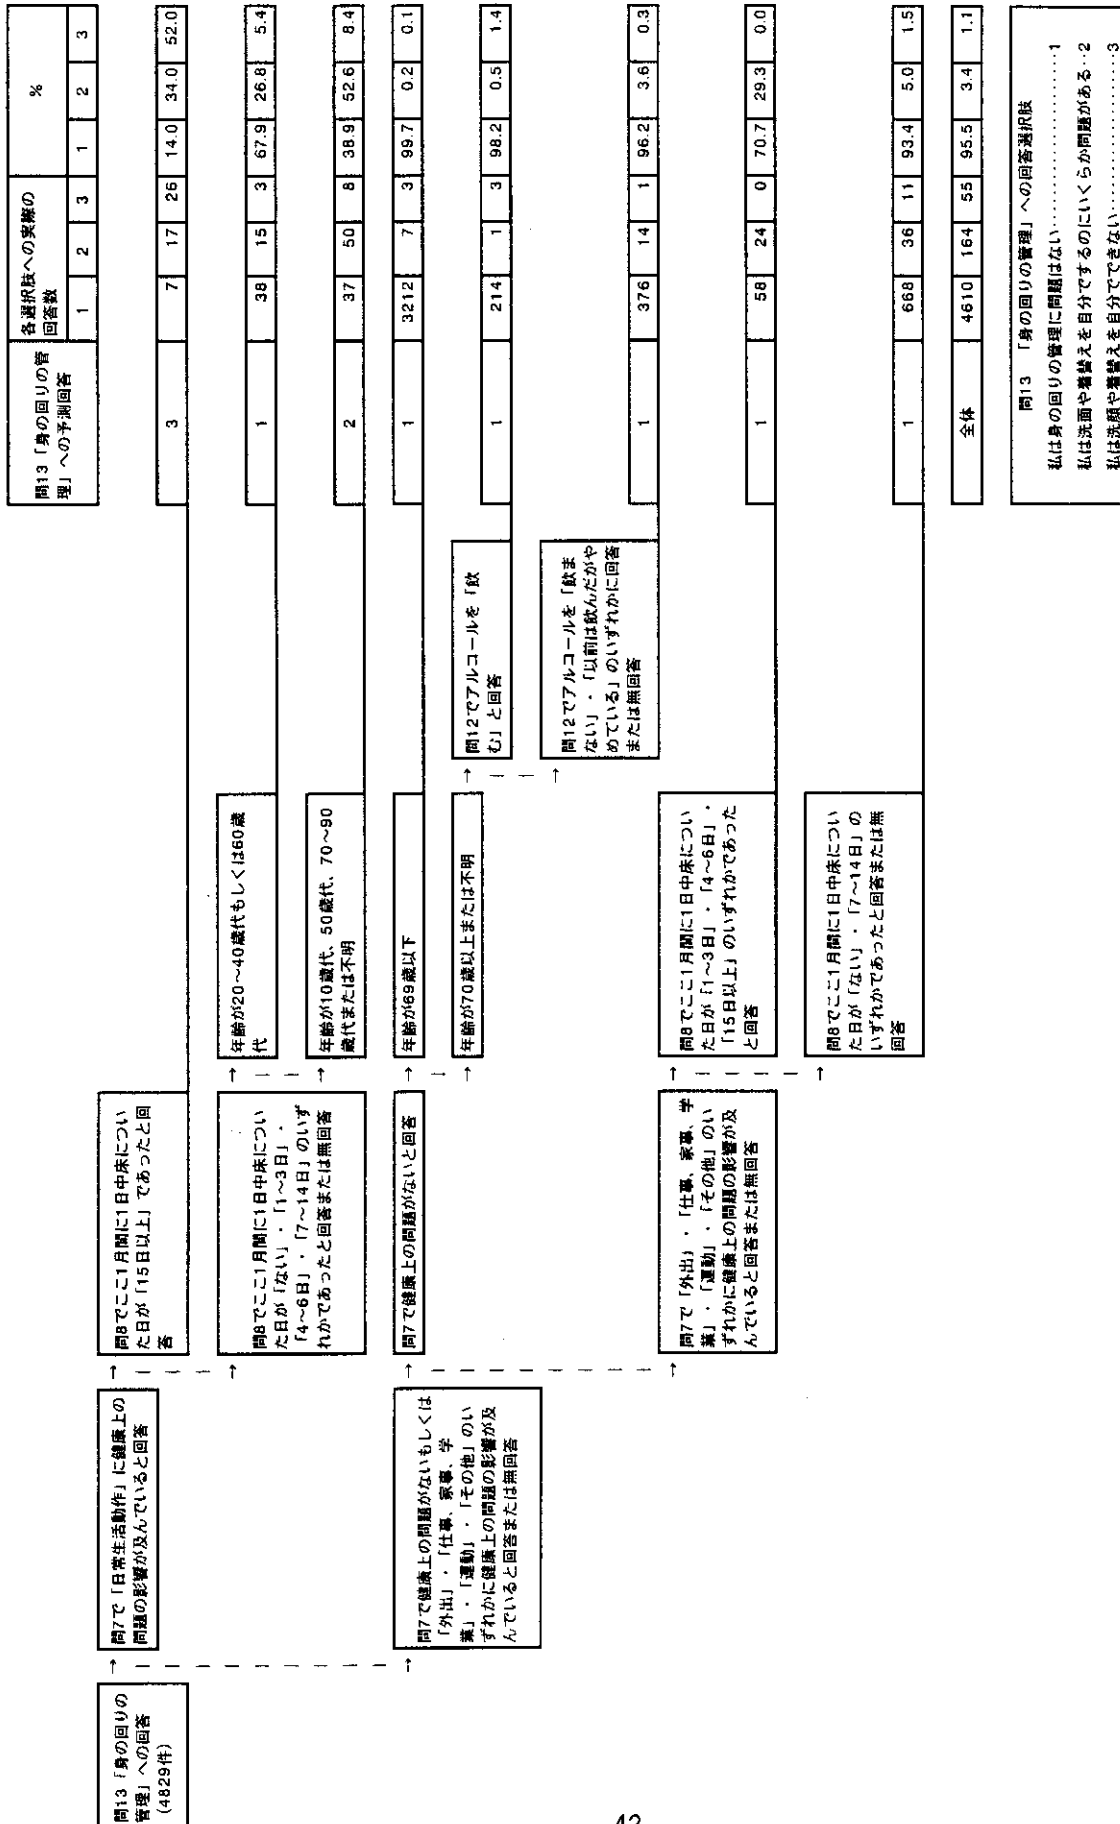 問13「身の回りの
管理」への回答
(4829件)
問7で「日常生活動作」に健康上の
問題の影響が及んでいると回答
問7で健康上の問題がないもしくは
「外出」・「仕事、家事、学
業」・「運動」・「その他」のい
ずれかに健康上の問題の影響が及
んでいると回答または無回答
問8でここ1月間に1日中床につい
た日が「15日以上」であったと回
答
問8でここ1月間に1日中床につい
た日が「ない」・「1~3日」・
「4~6日」・「7~14日」のいず
れかであったと回答または無回答
問7で健康上の問題がないと回答
問7で「外出」・「仕事、家事、学
業」・「運動」・「その他」のい
ずれかに健康上の問題の影響が及
んでいると回答または無回答
年齢が20~40歳代もしくは60歳
代
年齢が10歳代、50歳代、70~90
歳代または不明
年齢が69歳以下
年齢が70歳以上または不明
問8でここ1月間に1日中床につい
た日が「1~3日」・「4~6日」・
「15日以上」のいずれかであった
と回答
問8でここ1月間に1日中床につい
た日が「ない」・「7~14日」の
いずれかであったと回答または無
回答
問12でアルコールを「飲
む」と回答
問12でアルコールを「飲ま
ない」・「以前は飲んだがや
めている」のいずれかに回答
または無回答
問13「身の回りの管
理」への予測回答
各選択肢への実際の
回答数
%
1 2 3 1 2 3
3 7 17 26 14.0 34.0 52.0
1 38 15 3 67.9 26.8 5.4
2 37 50 8 38.9 52.6 8.4
1 3212 7 3 99.7 0.2 0.1
1 214 1 3 98.2 0.5 1.4
1 376 14 1 96.2 3.6 0.3
1 58 24 0 70.7 29.3 0.0
1 668 36 11 93.4 5.0 1.5
全体 4610 164 55 95.5 3.4 1.1
問13 「身の回りの管理」への回答選択肢
私は身の回りの管理に問題はない･･････････････････1
私は洗面や着替えを自分でするのにいくらか問題がある･･2
私は洗顔や着替えを自分でできない･････････････････3
42